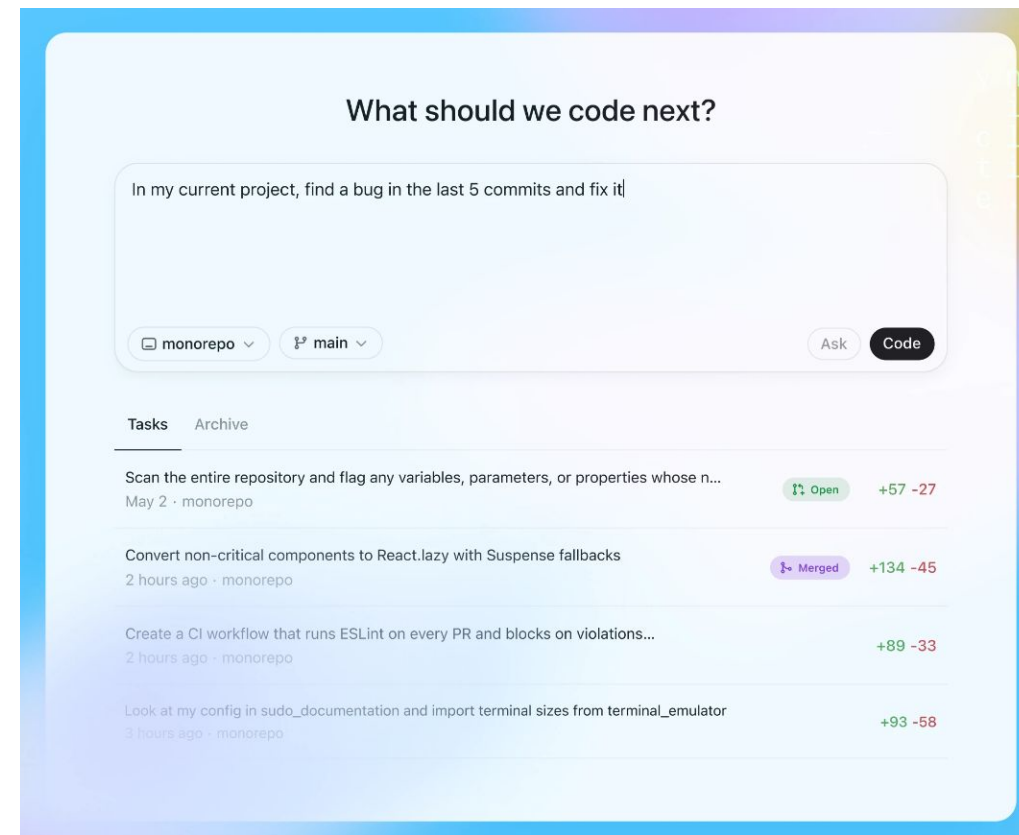 What should we code next?
In my current project, find a bug in the last 5 commits and fix it
monorepo
main
Ask
Code
Tasks
Archive
Scan the entire repository and flag any variables, parameters, or properties whose n...
May 2 · monorepo
Open
+57 -27
Convert non-critical components to React.lazy with Suspense fallbacks
2 hours ago · monorepo
Merged
+134 -45
Create a CI workflow that runs ESLint on every PR and blocks on violations...
2 hours ago · monorepo
+89 -33
Look at my config in sudo_documentation and import terminal sizes from terminal_emulator
3 hours ago · monorepo
+93 -58